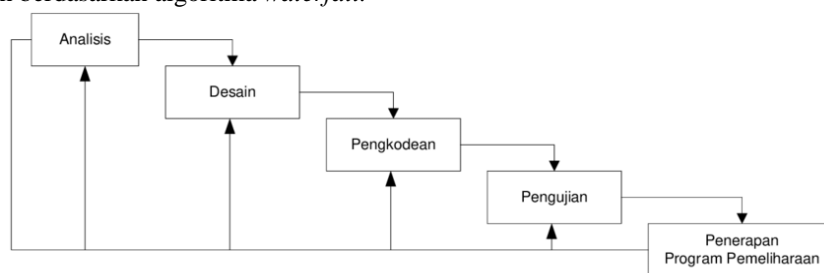 berdasarkan algoritma waterfall.
Analisis
Desain
Pengkodean
Pengujian
Penerapan
Program Pemeliharaan